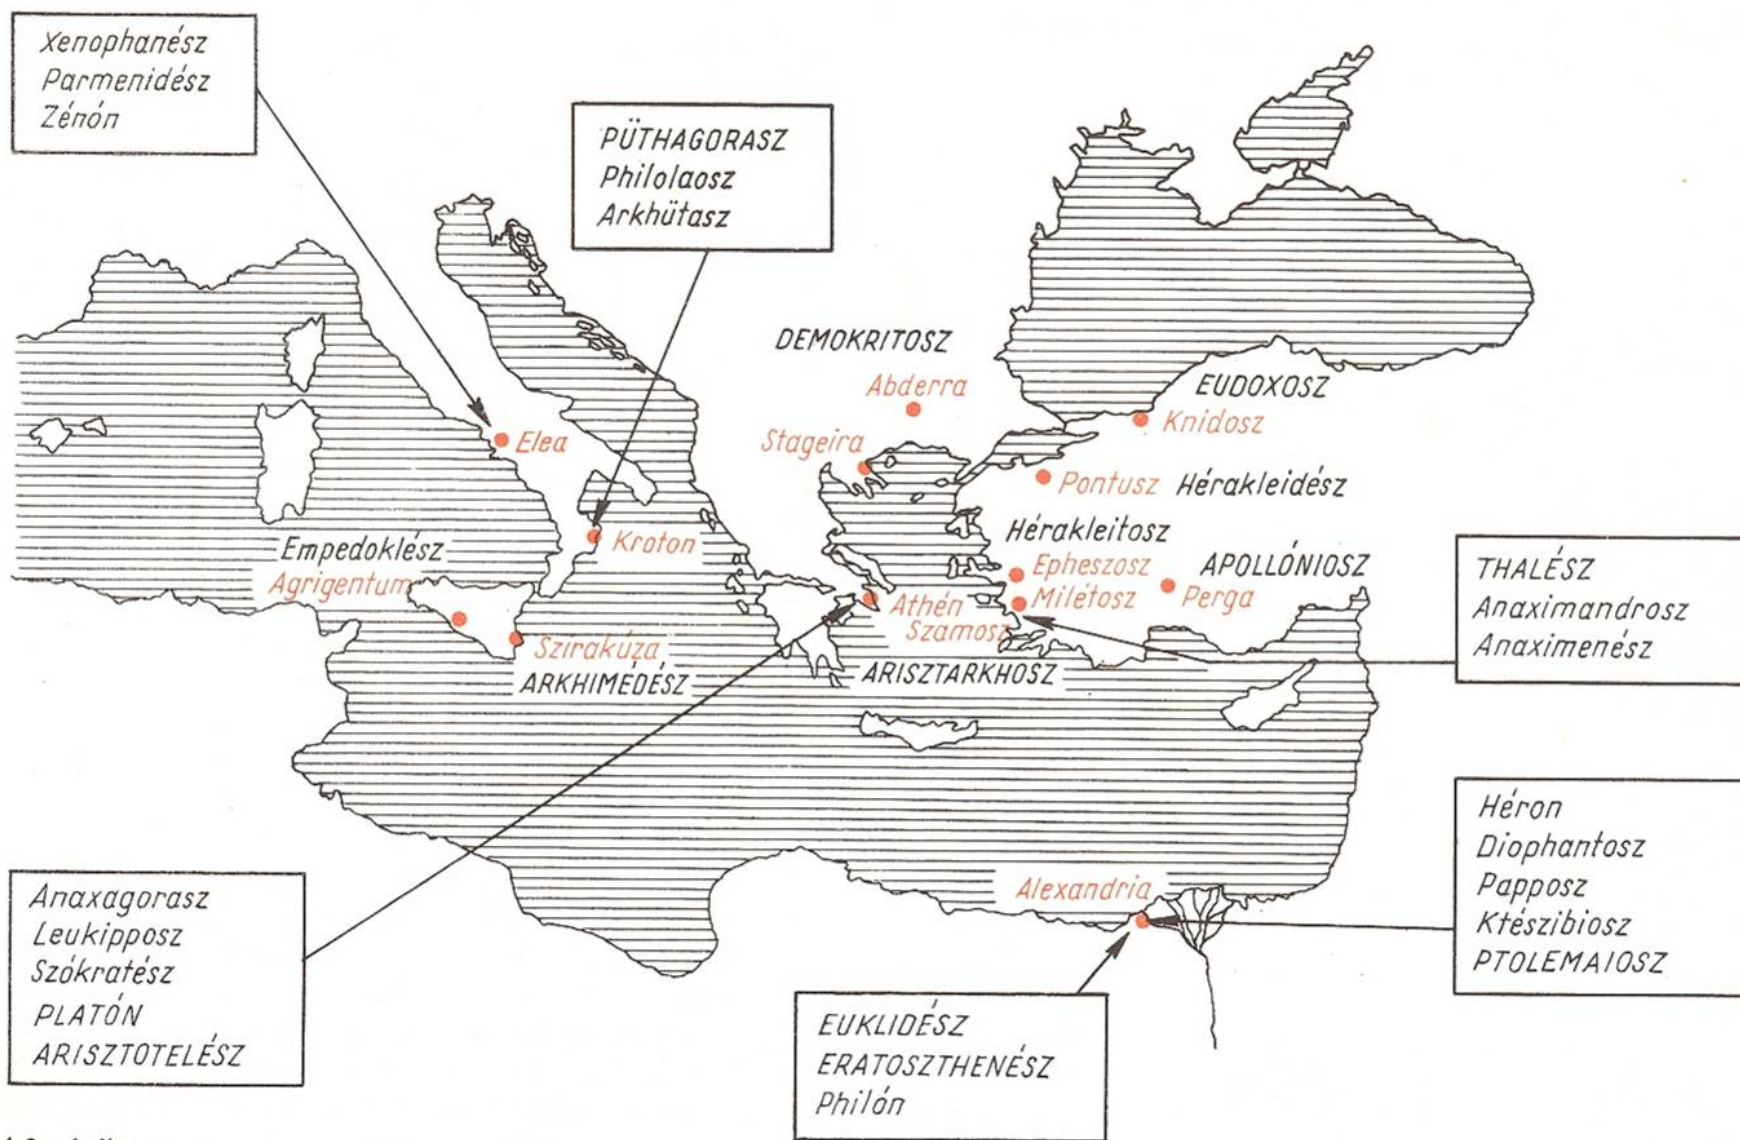 Xenophanész
Parmenidész
Zénón
PÜTHAGORASZ
Philolaosz
Arkhütasz
DEMOKRITOSZ
Abderra
EUDOXOSZ
Knidosz
Stageira
Elea
Pontusz Hérakleidész
Hérakleitosz
Kroton
Empedoklész
Agrigentum
Epheszosz
APOLLÓNIOSZ
Milétosz
Perga
Athén
Szamosz
Szirakúza
ARKHIMÉDÉSZ
ARISZTARKHOSZ
THALÉSZ
Anaximandrosz
Anaximenész
Héron
Diophantosz
Papposz
Ktészibiosz
PTOLEMAIOSZ
Alexandria
Anaxagorasz
Leukipposz
Szókratész
PLATÓN
ARISZTOTELÉSZ
EUKLIDÉSZ
ERATOSZTHENÉSZ
Philón